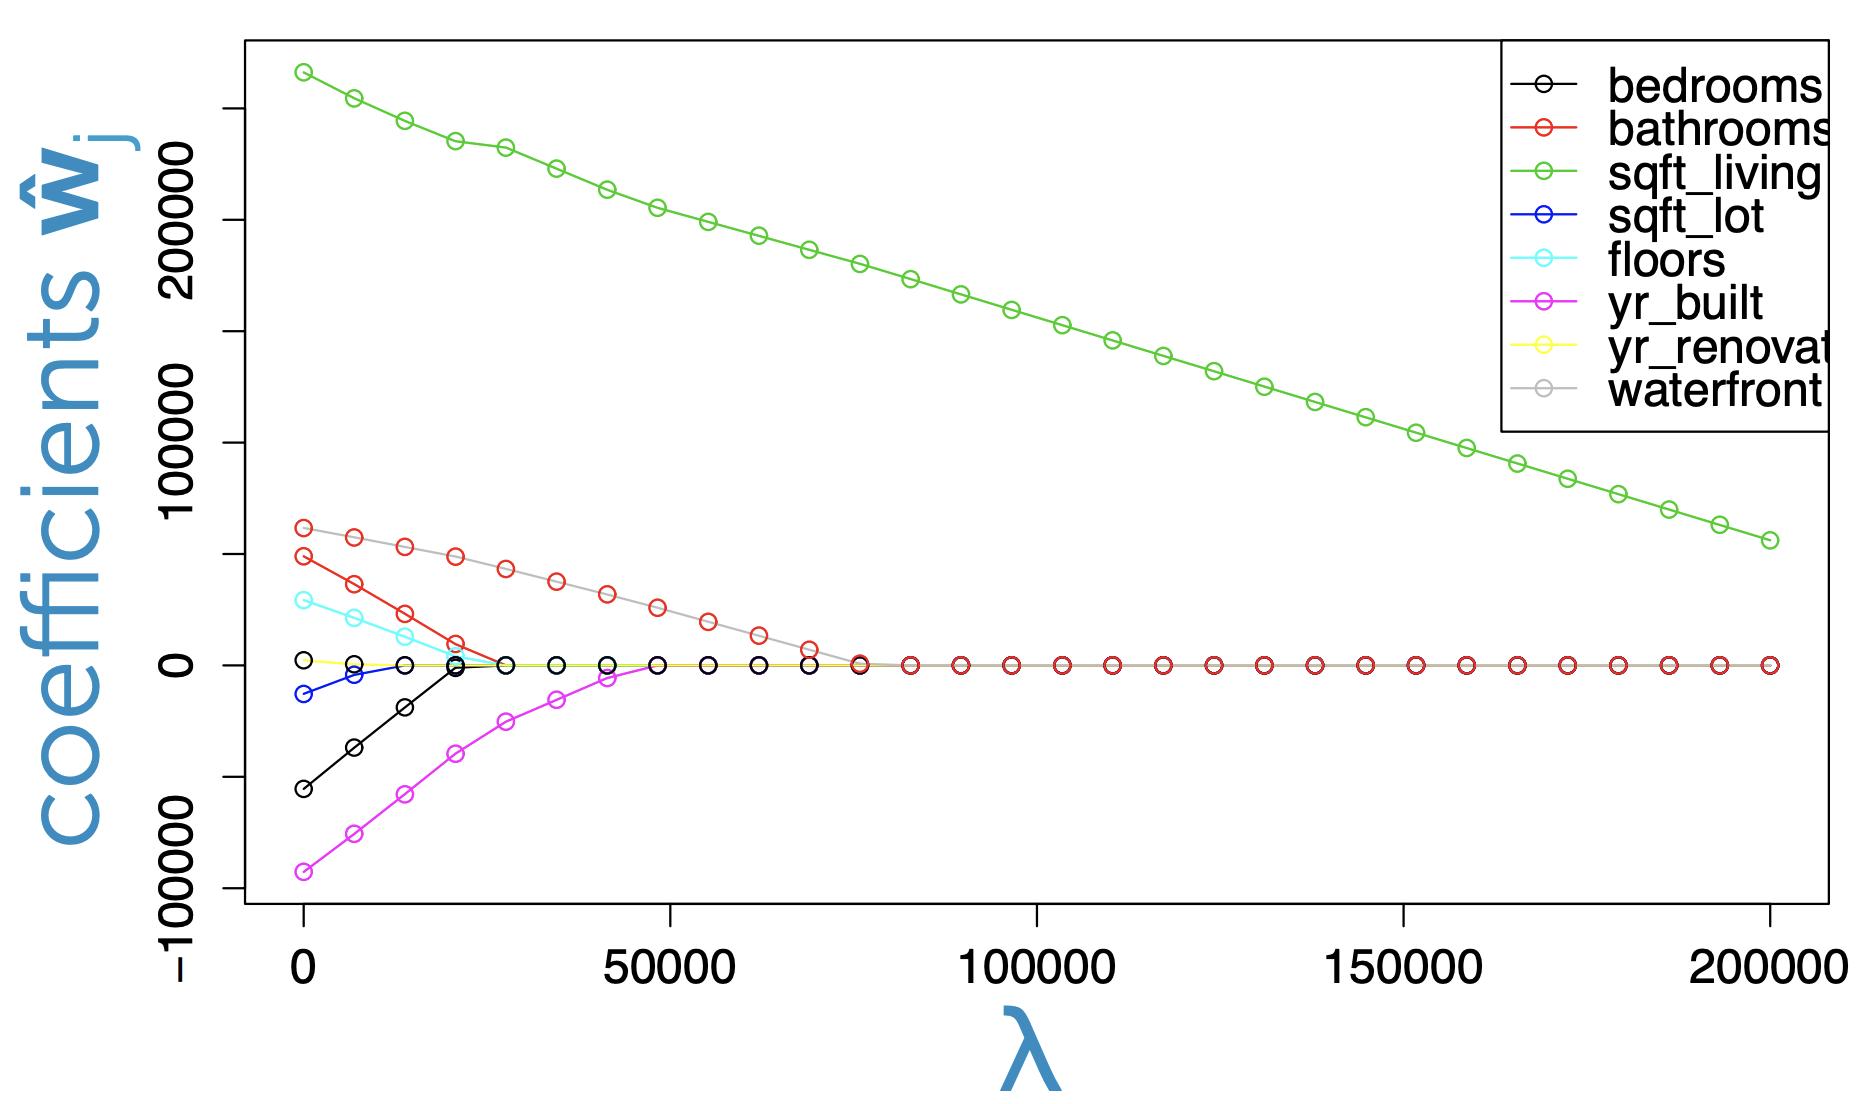 coefficients ŵj
200000
100000
0
−100000
bedrooms
bathrooms
sqft_living
sqft_lot
floors
yr_built
yr_renovat
waterfront
0 50000 100000 150000 200000
λ